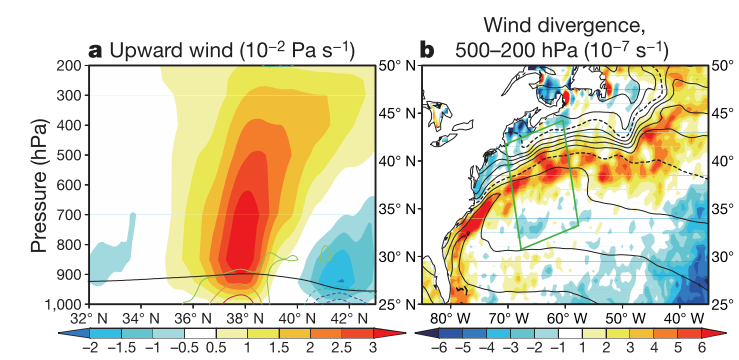 a Upward wind (10⁻² Pa s⁻¹)
Wind divergence,
b 500–200 hPa (10⁻⁷ s⁻¹)
Pressure (hPa)
200
300
400
500
600
700
800
900
1,000
32° N 34° N 36° N 38° N 40° N 42° N
−2 −1.5 −1 −0.5 0.5 1 1.5 2 2.5 3
50° N
45° N
40° N
35° N
30° N
25° N
50°
45°
40°
35°
30°
25°
80° W 70° W 60° W 50° W 40° W
−6 −5 −4 −3 −2 −1 1 2 3 4 5 6